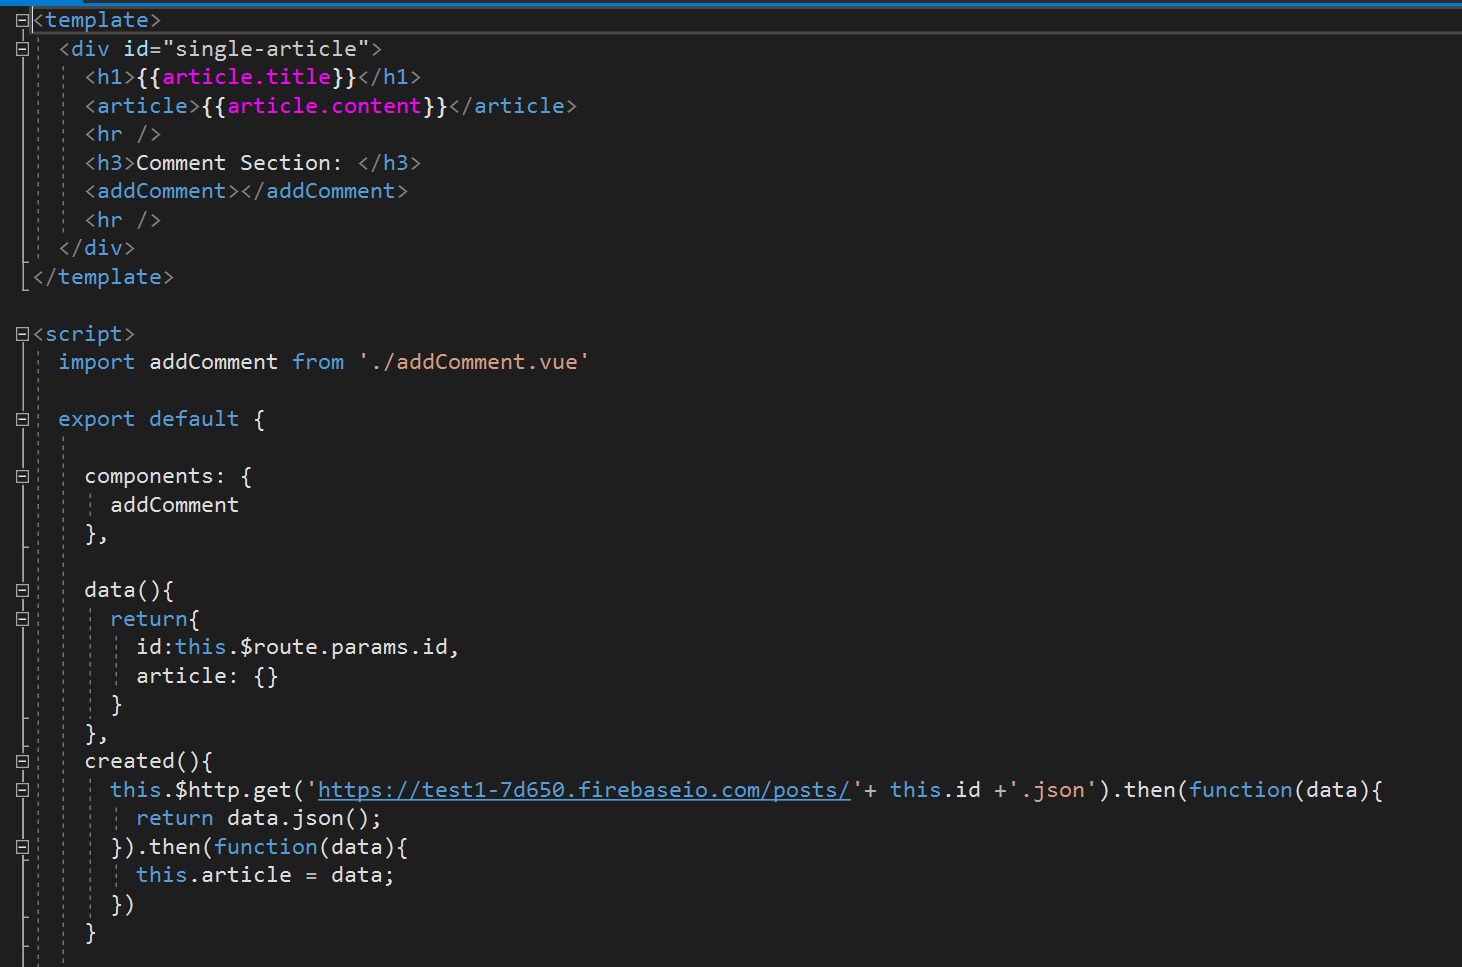 <template>
<div id="single-article">
<h1>{{article.title}}</h1>
<article>{{article.content}}</article>
<hr />
<h3>Comment Section: </h3>
<addComment></addComment>
<hr />
</div>
</template>
<script>
import addComment from './addComment.vue'
export default {
components: {
addComment
},
data(){
return{
id:this.$route.params.id,
article: {}
}
},
created(){
this.$http.get('https://test1-7d650.firebaseio.com/posts/'+ this.id +'.json').then(function(data){
return data.json();
}).then(function(data){
this.article = data;
})
}